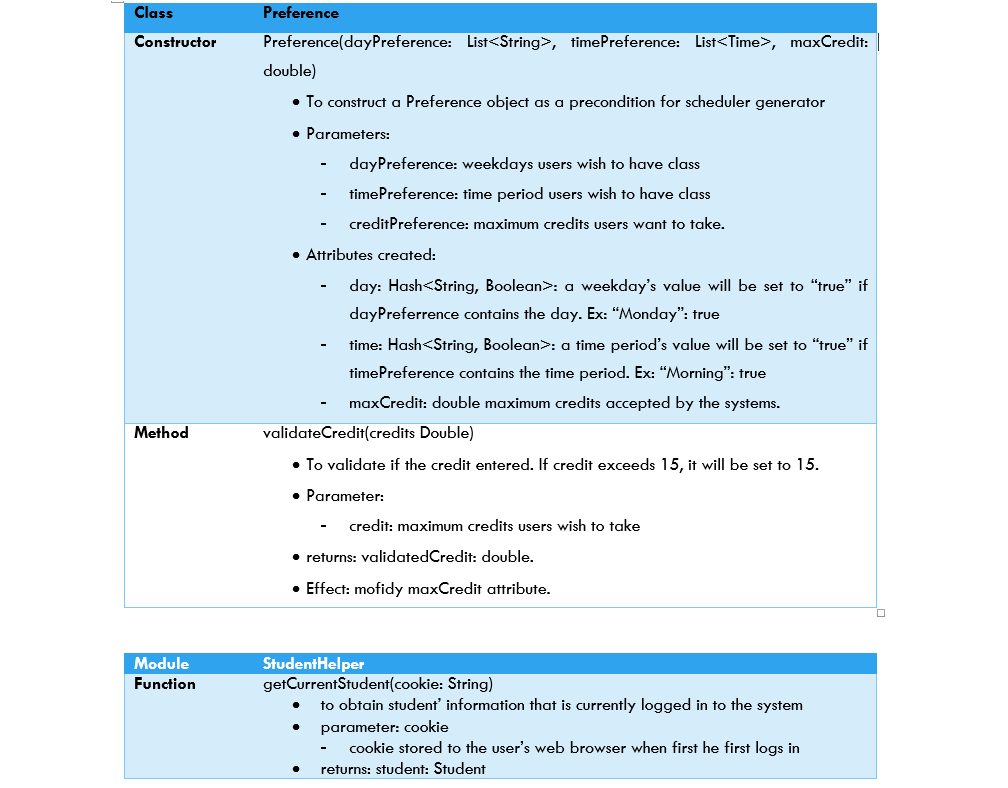 Class Preference
Constructor Preference(dayPreference: List<String>, timePreference: List<Time>, maxCredit:
double)
• To construct a Preference object as a precondition for scheduler generator
• Parameters:
- dayPreference: weekdays users wish to have class
- timePreference: time period users wish to have class
- creditPreference: maximum credits users want to take.
• Attributes created:
- day: Hash<String, Boolean>: a weekday’s value will be set to “true” if
dayPreferrence contains the day. Ex: “Monday”: true
- time: Hash<String, Boolean>: a time period’s value will be set to “true” if
timePreference contains the time period. Ex: “Morning”: true
- maxCredit: double maximum credits accepted by the systems.
Method validateCredit(credits Double)
• To validate if the credit entered. If credit exceeds 15, it will be set to 15.
• Parameter:
- credit: maximum credits users wish to take
• returns: validatedCredit: double.
• Effect: mofidy maxCredit attribute.
Module StudentHelper
Function getCurrentStudent(cookie: String)
• to obtain student’ information that is currently logged in to the system
• parameter: cookie
- cookie stored to the user’s web browser when first he first logs in
• returns: student: Student